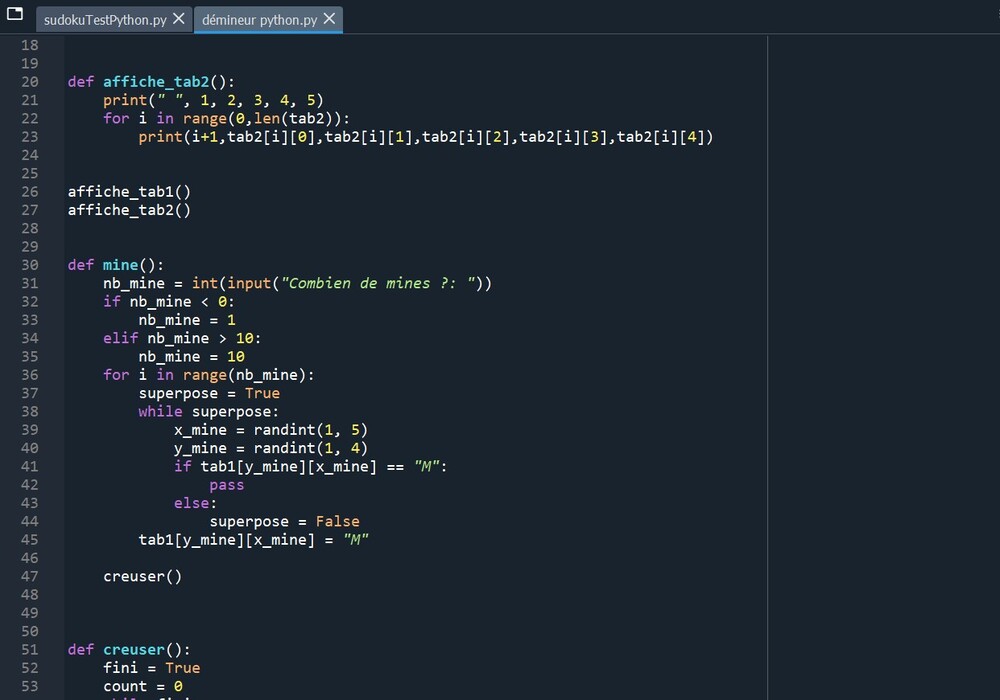 sudokuTestPython.py démineur python.py
18
19
20 def affiche_tab2():
21     print(" ", 1, 2, 3, 4, 5)
22     for i in range(0,len(tab2)):
23         print(i+1,tab2[i][0],tab2[i][1],tab2[i][2],tab2[i][3],tab2[i][4])
24
25
26 affiche_tab1()
27 affiche_tab2()
28
29
30 def mine():
31     nb_mine = int(input("Combien de mines ?: "))
32     if nb_mine < 0:
33         nb_mine = 1
34     elif nb_mine > 10:
35         nb_mine = 10
36     for i in range(nb_mine):
37         superpose = True
38         while superpose:
39             x_mine = randint(1, 5)
40             y_mine = randint(1, 4)
41             if tab1[y_mine][x_mine] == "M":
42                 pass
43             else:
44                 superpose = False
45         tab1[y_mine][x_mine] = "M"
46
47     creuser()
48
49
50
51 def creuser():
52     fini = True
53     count = 0